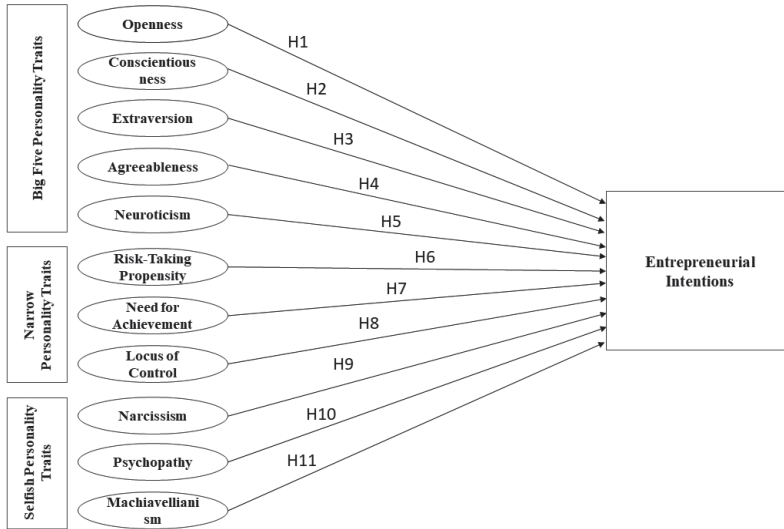 Big Five Personality Traits
Openness
H1
Conscientious
ness
H2
Extraversion
H3
Agreeableness
H4
Neuroticism
H5
Narrow
Personality Traits
Risk-Taking
Propensity
H6
Need for
Achievement
H7
Locus of
Control
H8
Selfish Personality
Traits
Narcissism
H9
Psychopathy
H10
Machiavelliani
sm
H11
Entrepreneurial
Intentions